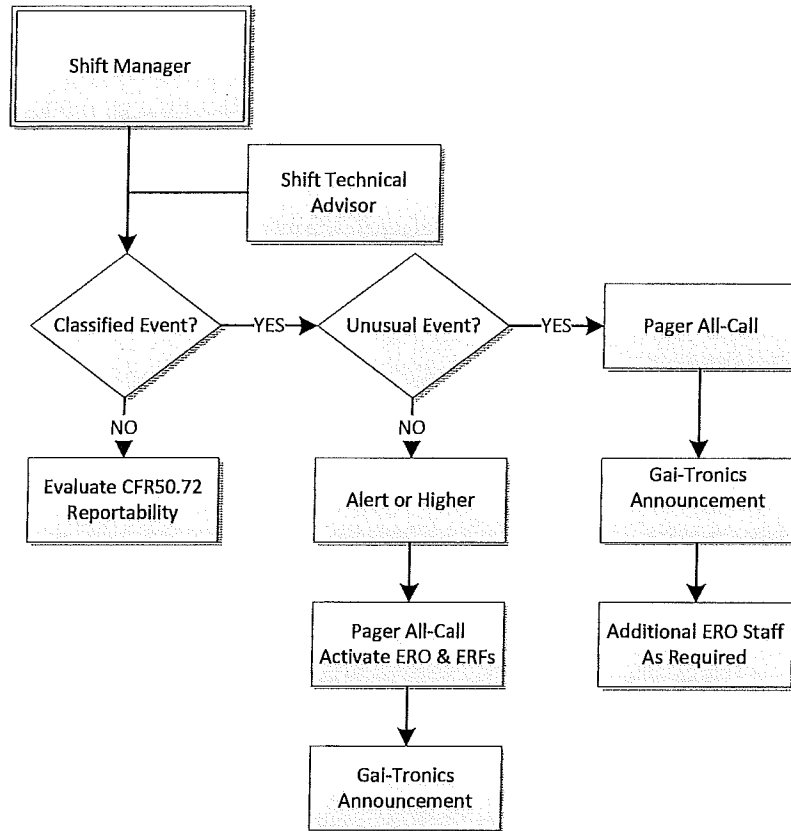 Shift Manager
Shift Technical
Advisor
Classified Event?
YES
Unusual Event?
YES
Pager All-Call
NO
NO
Evaluate CFR50.72
Reportability
Alert or Higher
Gai-Tronics
Announcement
Pager All-Call
Activate ERO & ERFs
Additional ERO Staff
As Required
Gai-Tronics
Announcement